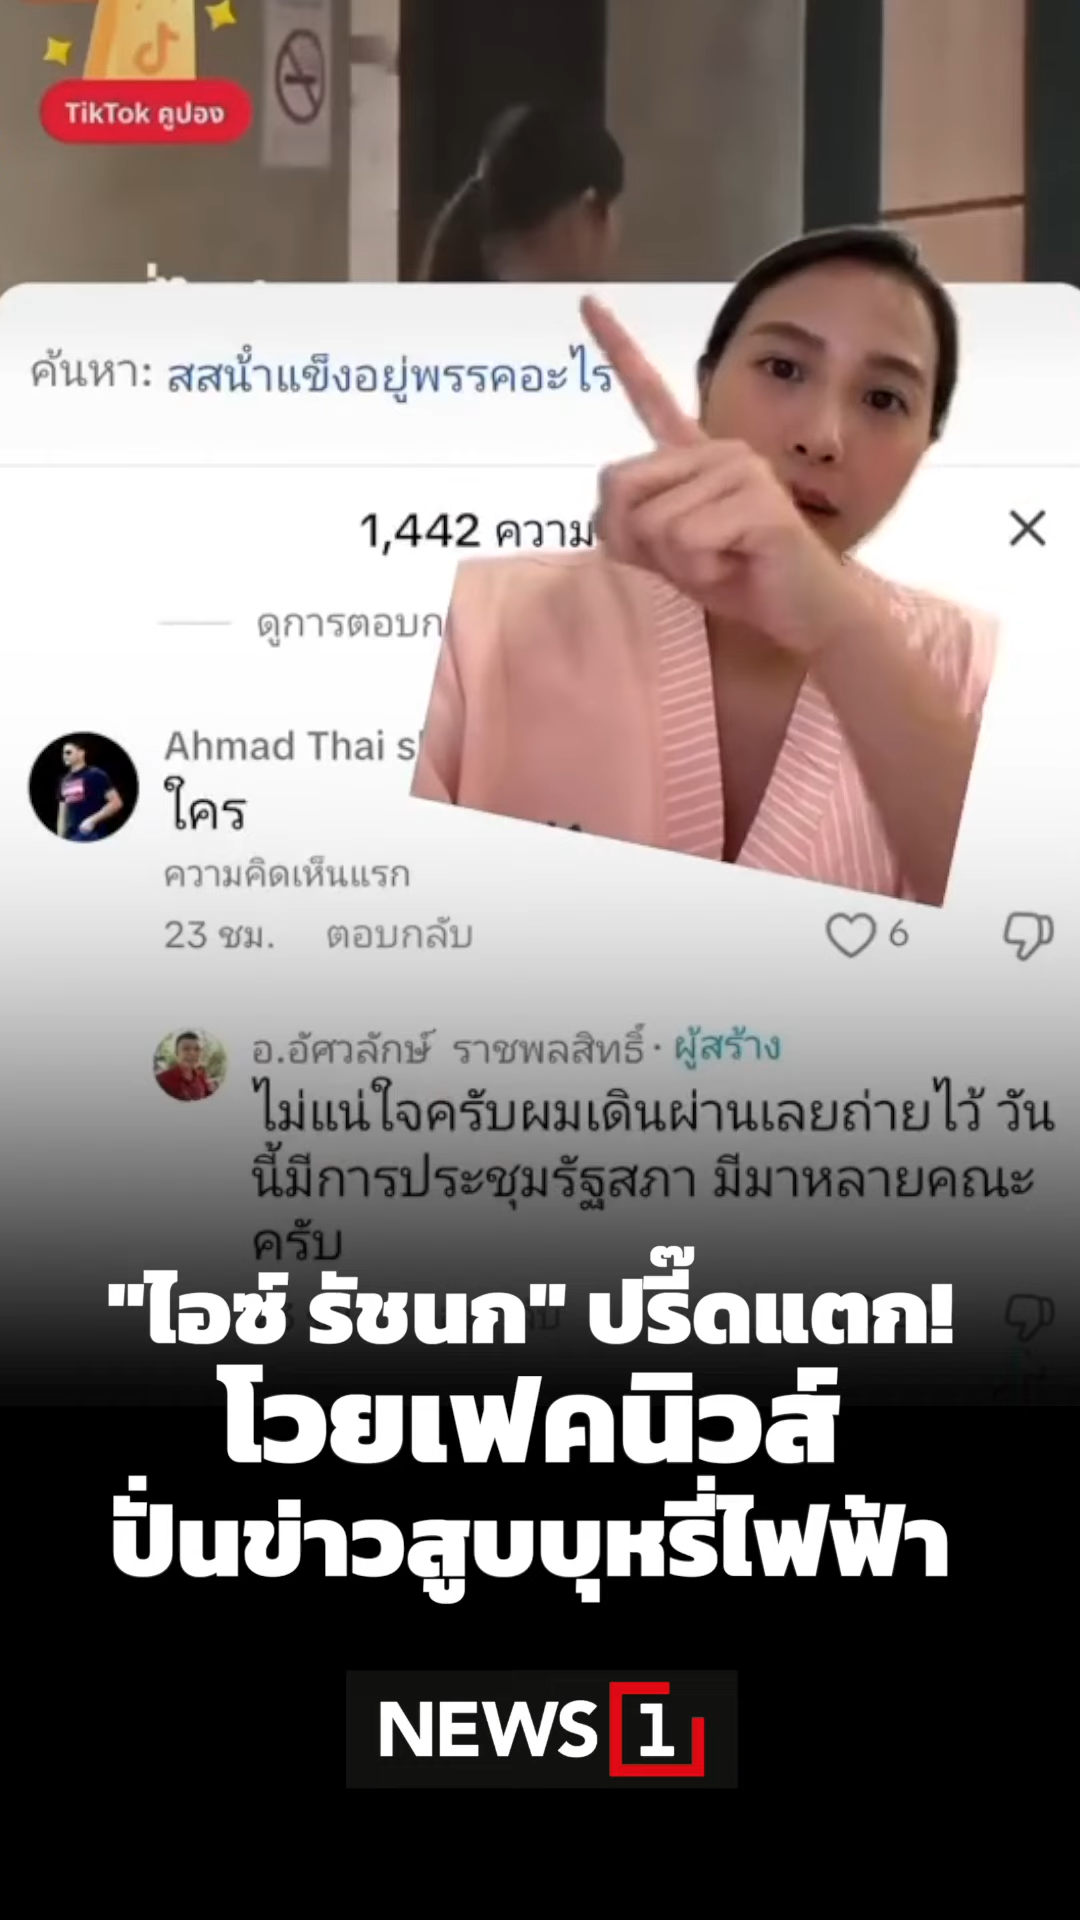 TikTok คูปอง
ค้นหา: สสน้ำแข็งอยู่พรรคอะไร
1,442 ความ
ดูการตอบก
Ahmad Thai s
ใคร
ความคิดเห็นแรก
23 ชม. ตอบกลับ
6
อ.อัศวลักษ์ ราชพลสิทธิ์ · ผู้สร้าง
ไม่แน่ใจครับผมเดินผ่านเลยถ่ายไว้ วัน
นี้มีการประชุมรัฐสภา มีมาหลายคณะ
ครับ
"ไอซ์ รัชนก" ปรี๊ดแตก!
โวยเฟคนิวส์
ปั่นข่าวสูบบุหรี่ไฟฟ้า
NEWS 1